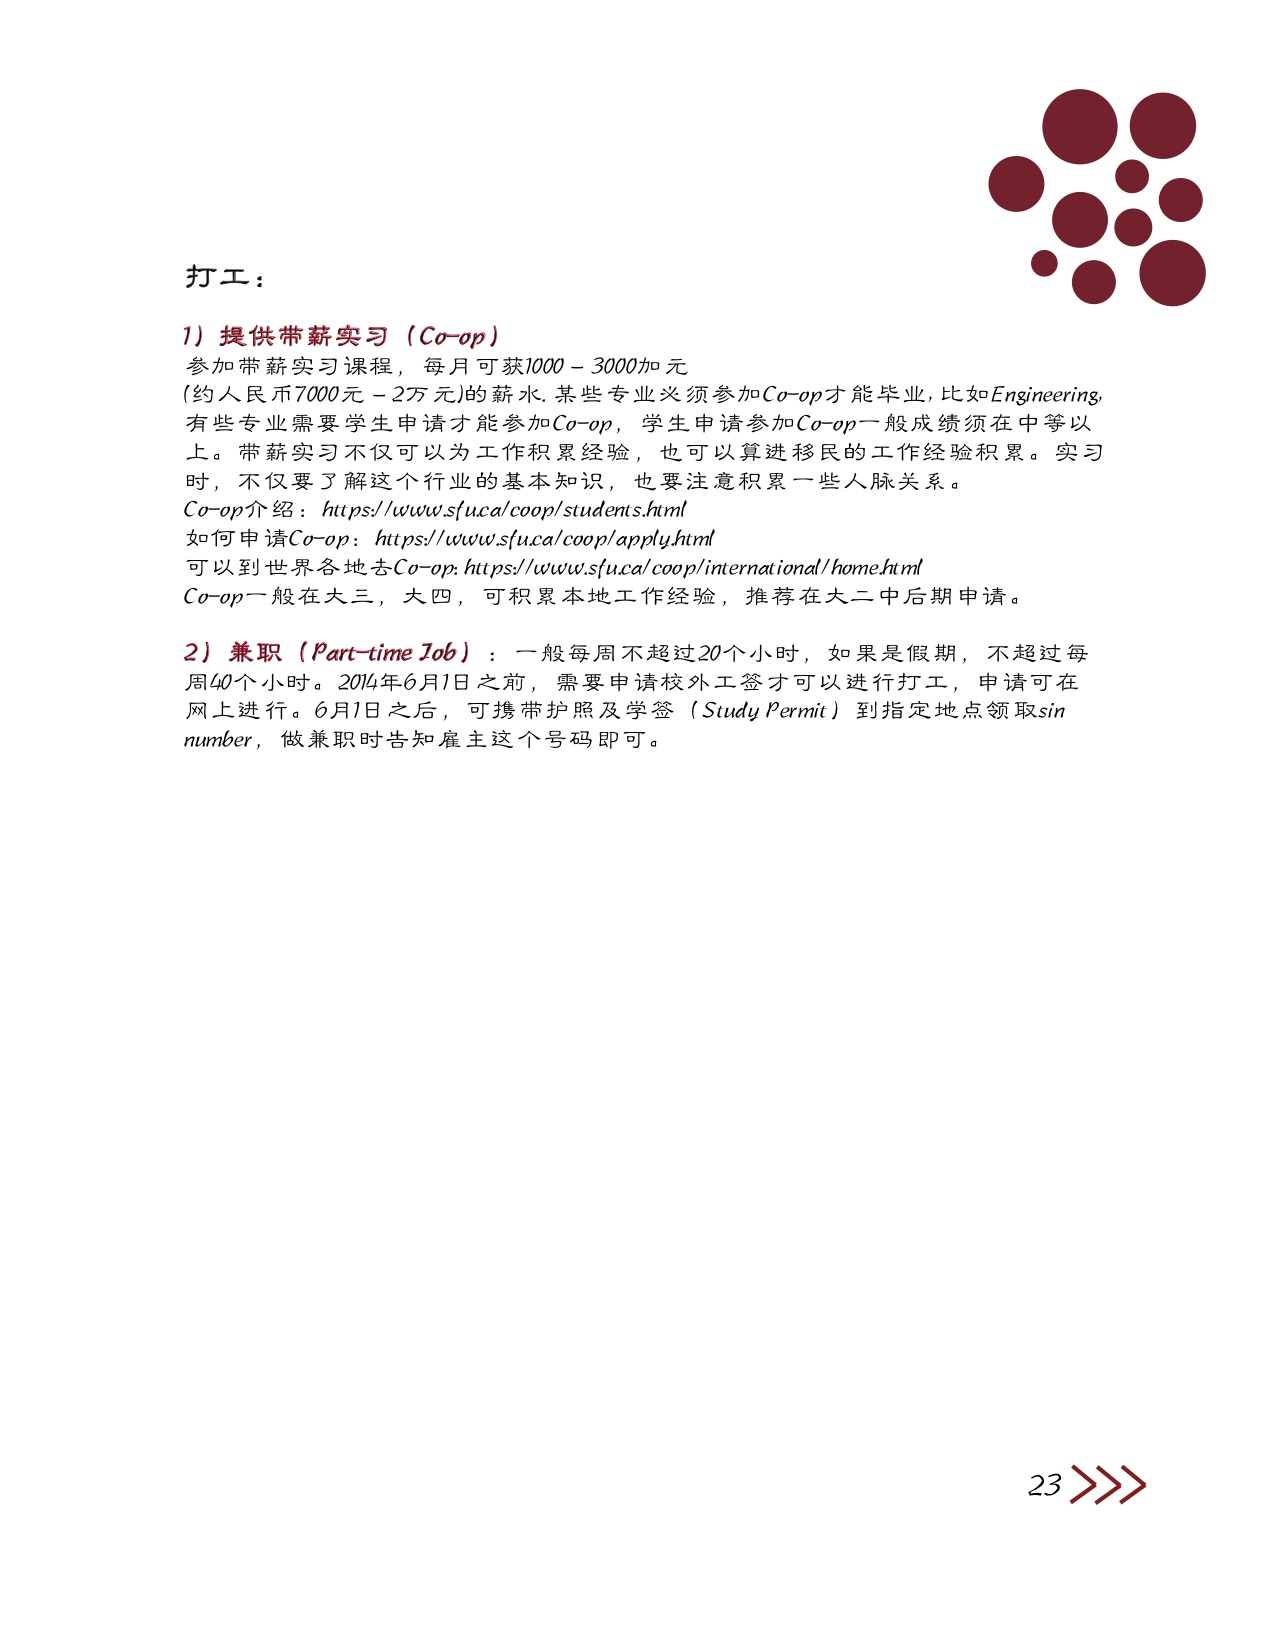 打工：
1）提供带薪实习（Co-op）
参加带薪实习课程，每月可获1000 – 3000加元
(约人民币7000元 – 2万元)的薪水. 某些专业必须参加Co-op才能毕业, 比如Engineering,
有些专业需要学生申请才能参加Co-op，学生申请参加Co-op一般成绩须在中等以
上。带薪实习不仅可以为工作积累经验，也可以算进移民的工作经验积累。实习
时，不仅要了解这个行业的基本知识，也要注意积累一些人脉关系。
Co-op介绍：https://www.sfu.ca/coop/students.html
如何申请Co-op：https://www.sfu.ca/coop/apply.html
可以到世界各地去Co-op: https://www.sfu.ca/coop/international/home.html
Co-op一般在大三，大四，可积累本地工作经验，推荐在大二中后期申请。
2）兼职（Part-time Job）：一般每周不超过20个小时，如果是假期，不超过每
周40个小时。2014年6月1日之前，需要申请校外工签才可以进行打工，申请可在
网上进行。6月1日之后，可携带护照及学签（Study Permit）到指定地点领取sin
number，做兼职时告知雇主这个号码即可。
23